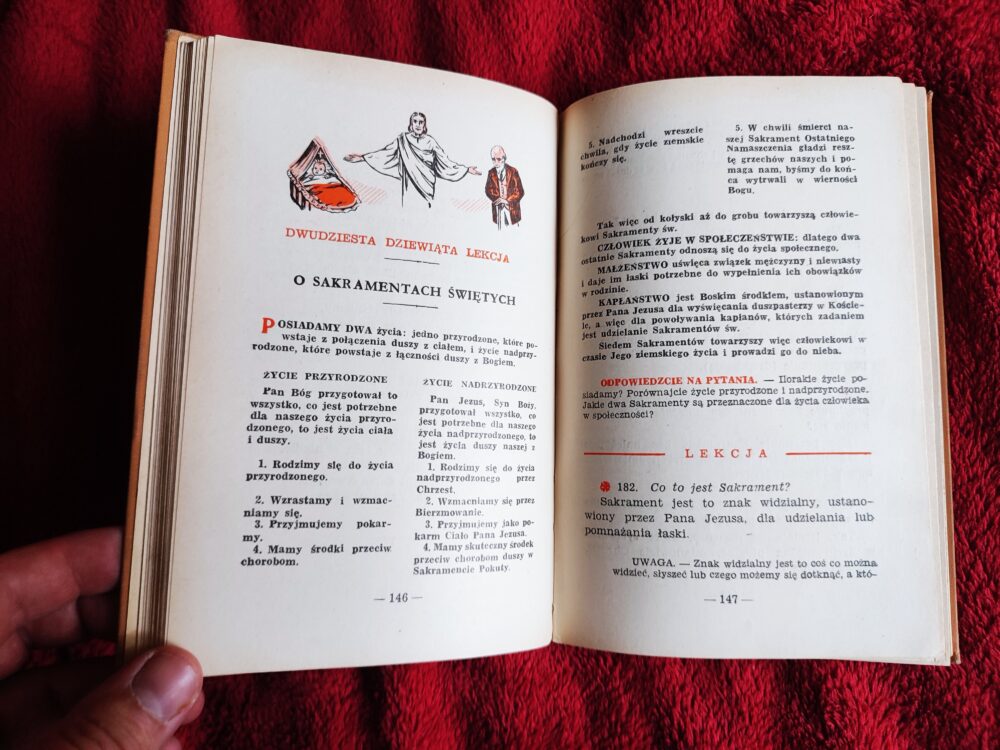 DWUDZIESTA DZIEWIĄTA LEKCJA
O SAKRAMENTACH ŚWIĘTYCH
POSIADAMY DWA życia: jedno przyrodzone, które po-
wstaje z połączenia duszy z ciałem, i życie nadprzy-
rodzone, które powstaje z łączności duszy z Bogiem.
ŻYCIE PRZYRODZONE
Pan Bóg przygotował to
wszystko, co jest potrzebne
dla naszego życia przyro-
dzonego, to jest życia ciała
i duszy.
1. Rodzimy się do życia
przyrodzonego.
2. Wzrastamy i wzmac-
niamy się.
3. Przyjmujemy pokar-
my.
4. Mamy środki przeciw
chorobom.
ŻYCIE NADRZYRODZONE
Pan Jezus, Syn Boży,
przygotował wszystko, co
jest potrzebne dla naszego
życia nadprzyrodzonego, to
jest życia duszy naszej z
Bogiem.
1. Rodzimy się do życia
nadprzyrodzonego przez
Chrzest.
2. Wzmacniamy się przez
Bierzmowanie.
3. Przyjmujemy jako po-
karm Ciało Pana Jezusa.
4. Mamy skuteczny środek
przeciw chorobom duszy w
Sakramencie Pokuty.
— 146 —
5. Nadchodzi wreszcie
chwila, gdy życie ziemskie
kończy się.
5. W chwili śmierci na-
szej Sakrament Ostatniego
Namaszczenia gładzi resz-
tę grzechów naszych i po-
maga nam, byśmy do koń-
ca wytrwali w wierności
Bogu.
Tak więc od kołyski aż do grobu towarzyszą człowie-
kowi Sakramenty św.
CZŁOWIEK ŻYJE W SPOŁECZEŃSTWIE: dlatego dwa
ostatnie Sakramenty odnoszą się do życia społecznego.
MAŁŻEŃSTWO uświęca związek mężczyzny i niewiasty
i daje im łaski potrzebne do wypełnienia ich obowiązków
w rodzinie.
KAPŁAŃSTWO jest Boskim środkiem, ustanowionym
przez Pana Jezusa dla wyświęcania duszpasterzy w Koście-
le, a więc dla powoływania kapłanów, których zadaniem
jest udzielanie Sakramentów św.
Siedem Sakramentów towarzyszy więc człowiekowi w
czasie Jego ziemskiego życia i prowadzi go do nieba.
ODPOWIEDZCIE NA PYTANIA. — Ilorakie życie po-
siadamy? Porównajcie życie przyrodzone i nadprzyrodzone.
Jakie dwa Sakramenty są przeznaczone dla życia człowieka
w społeczności?
LEKCJA
182. Co to jest Sakrament?
Sakrament jest to znak widzialny, ustano-
wiony przez Pana Jezusa, dla udzielania lub
pomnażania łaski.
UWAGA. — Znak widzialny jest to coś co można
widzieć, słyszeć lub czego możemy się dotknąć, a któ-
— 147 —